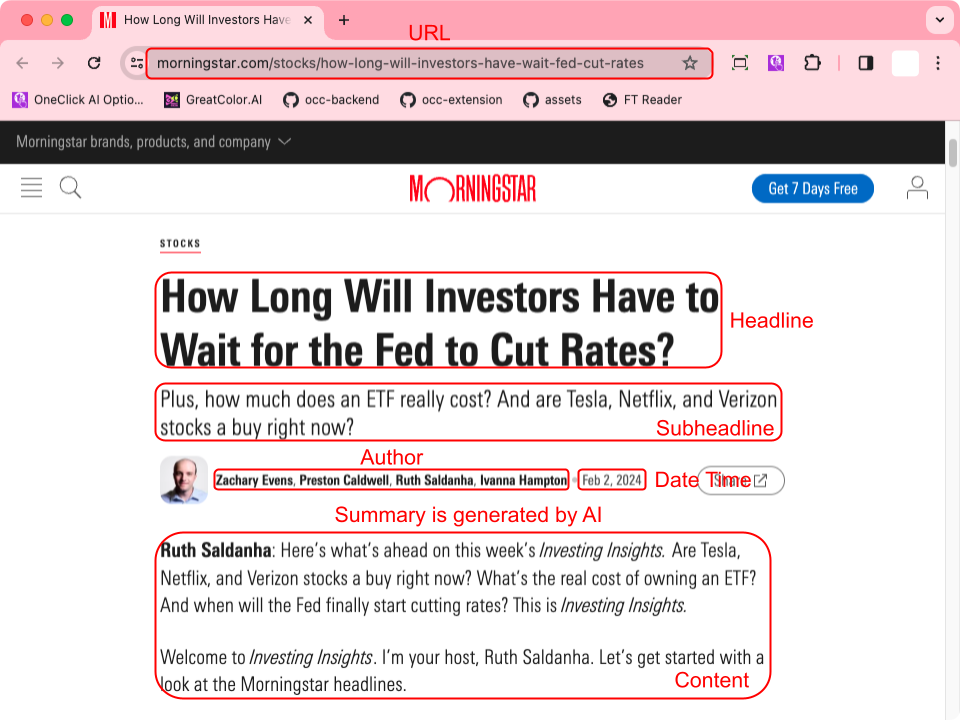 How Long Will Investors Have
URL
morningstar.com/stocks/how-long-will-investors-have-wait-fed-cut-rates
OneClick AI Optio... GreatColor.AI occ-backend occ-extension assets FT Reader
Morningstar brands, products, and company
MORNINGSTAR
Get 7 Days Free
STOCKS
How Long Will Investors Have to
Wait for the Fed to Cut Rates?
Headline
Plus, how much does an ETF really cost? And are Tesla, Netflix, and Verizon
stocks a buy right now?
Subheadline
Author
Zachary Evens, Preston Caldwell, Ruth Saldanha, Ivanna Hampton • Feb 2, 2024
Date Time
Share
Summary is generated by AI
Ruth Saldanha: Here's what's ahead on this week's Investing Insights. Are Tesla,
Netflix, and Verizon stocks a buy right now? What's the real cost of owning an ETF?
And when will the Fed finally start cutting rates? This is Investing Insights.
Welcome to Investing Insights. I'm your host, Ruth Saldanha. Let's get started with a
look at the Morningstar headlines.
Content